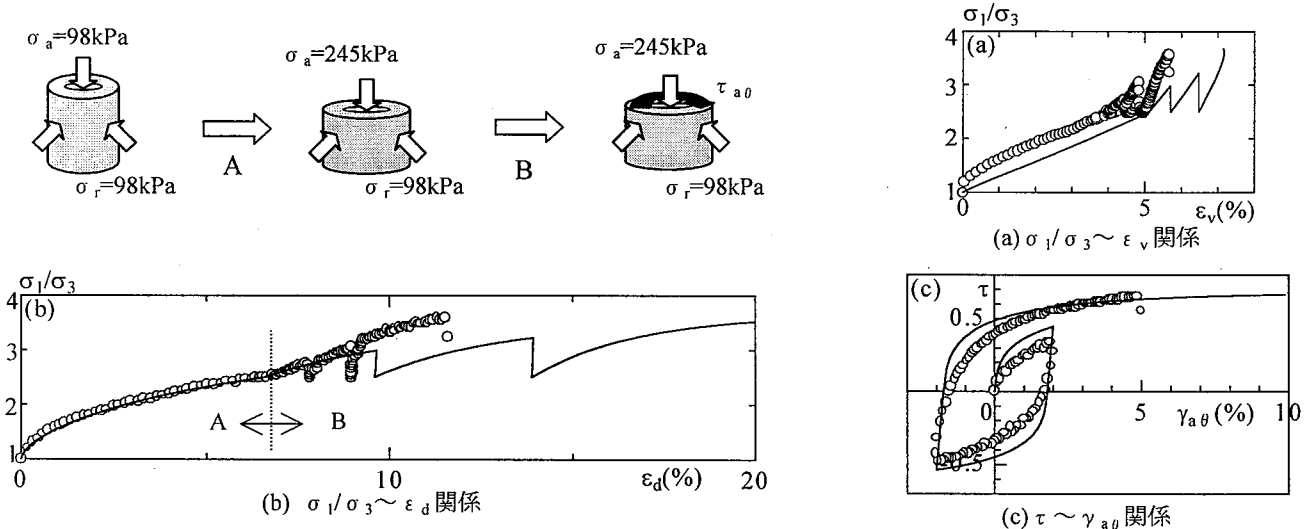 σa=98kPa
σr=98kPa
A
σa=245kPa
σr=98kPa
B
σa=245kPa
τaθ
σr=98kPa
σ1/σ3
(a)
4
3
2
1
0
5
εv(%)
(a) σ1/σ3～εv関係
σ1/σ3
(b)
4
3
2
1
A
B
0
10
εd(%)
20
(b) σ1/σ3～εd関係
(c)
τ
0.5
0
5
γaθ(%)
10
0.5
(c) τ～γaθ関係